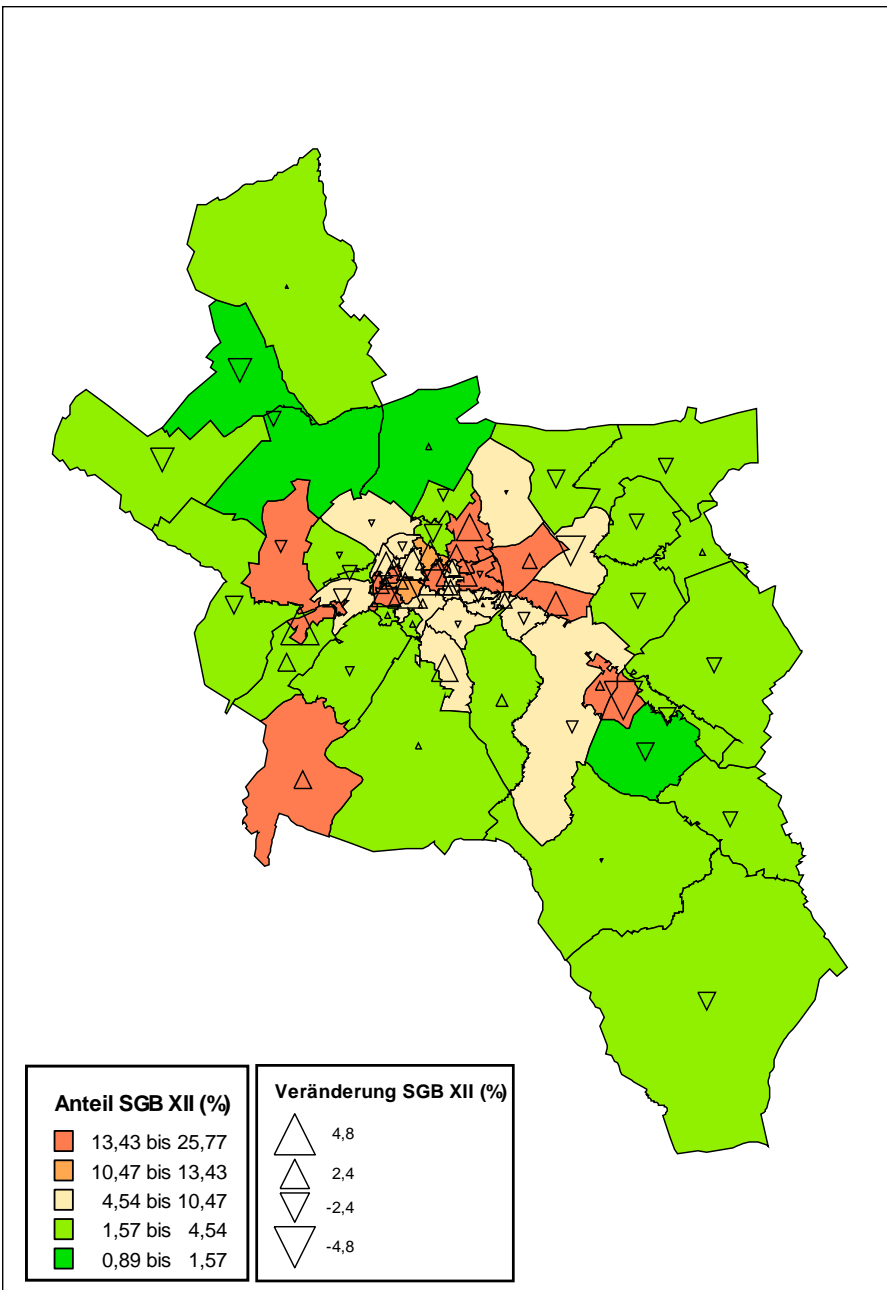 Anteil SGB XII (%)
13,43 bis 25,77
10,47 bis 13,43
4,54 bis 10,47
1,57 bis 4,54
0,89 bis 1,57
Veränderung SGB XII (%)
4,8
2,4
-2,4
-4,8